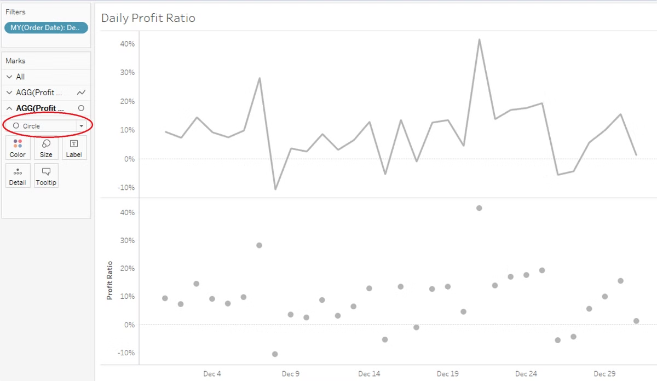 Filters
MY(Order Date): De..
Marks
All
AGG(Profit ...
AGG(Profit ...
Circle
Color
Size
Label
Detail
Tooltip
Daily Profit Ratio
40%
30%
20%
10%
0%
-10%
40%
30%
20%
10%
0%
-10%
Profit Ratio
Dec 4
Dec 9
Dec 14
Dec 19
Dec 24
Dec 29